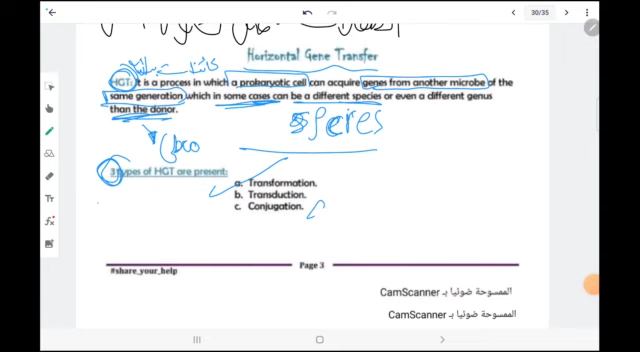 30/35
Horizontal Gene Transfer
HGT: It is a process in which a prokaryotic cell can acquire genes from another microbe of the
same generation which in some cases can be a different species or even a different genus
than the donor.
species
3 types of HGT are present:
a. Transformation.
b. Transduction.
c. Conjugation.
Page 3
#share_your_help
الممسوحة ضوئيا بـ CamScanner
الممسوحة ضوئيا بـ CamScanner